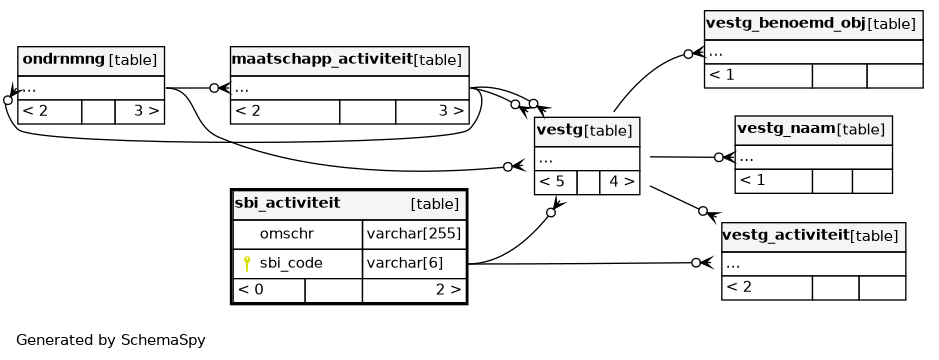 ondrnmng [table]
...
< 2 3 >
maatschapp_activiteit[table]
...
< 2 3 >
vestg_benoemd_obj[table]
...
< 1
vestg[table]
...
< 5 4 >
vestg_naam[table]
...
< 1
sbi_activiteit [table]
omschr varchar[255]
sbi_code varchar[6]
< 0 2 >
vestg_activiteit[table]
...
< 2
Generated by SchemaSpy